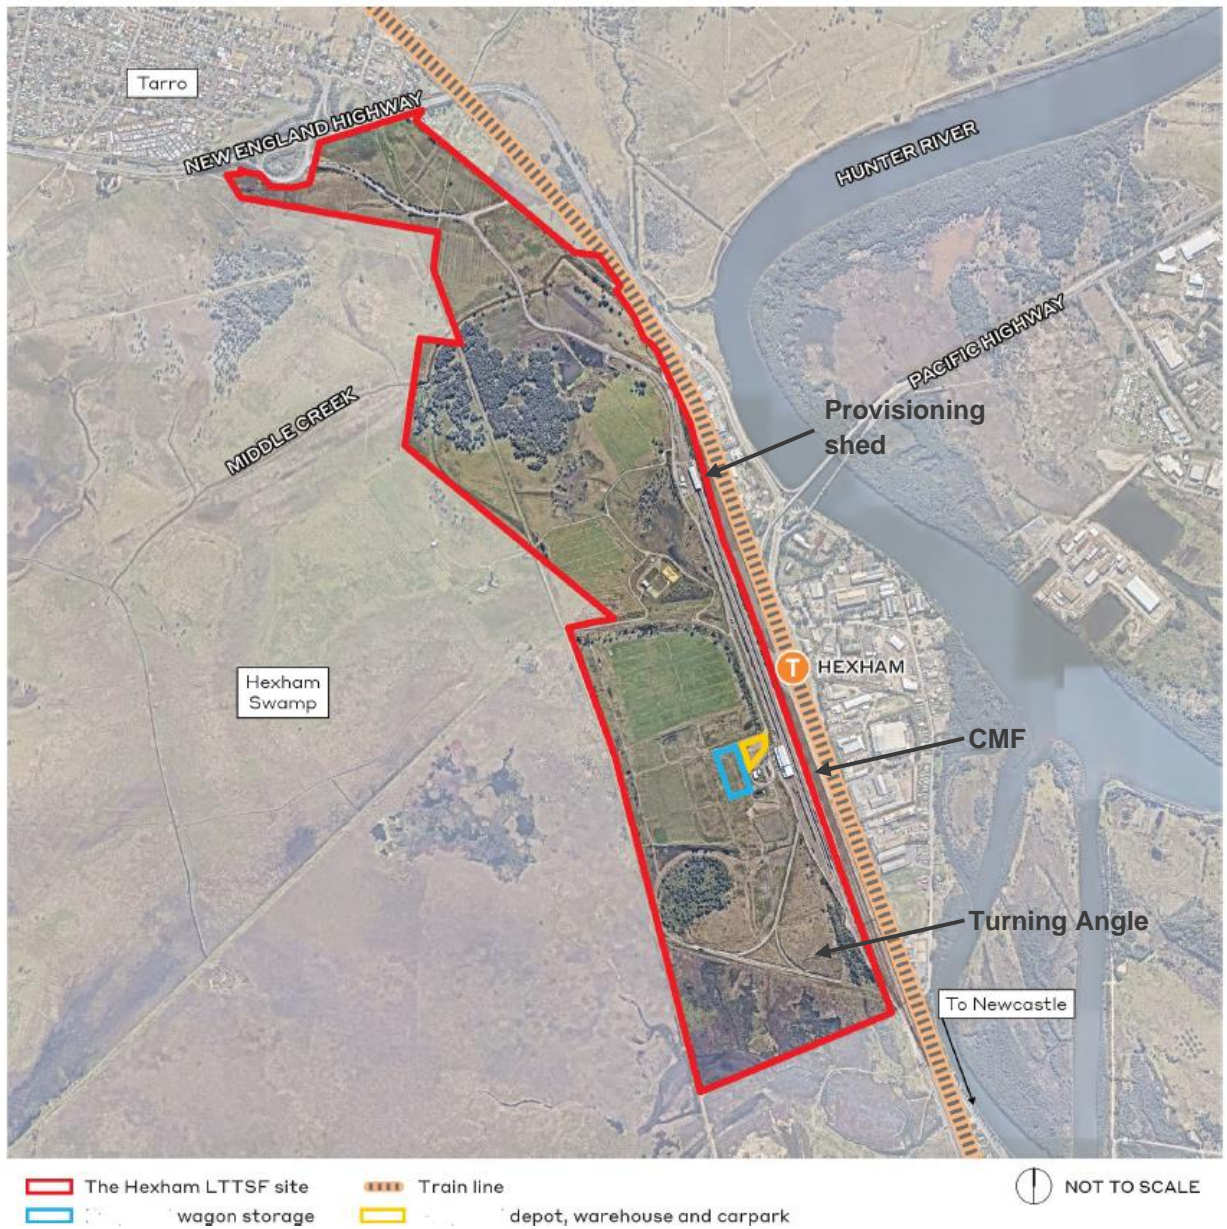 Tarro
NEW ENGLAND HIGHWAY
HUNTER RIVER
PACIFIC HIGHWAY
Provisioning
shed
MIDDLE CREEK
T HEXHAM
Hexham
Swamp
CMF
Turning Angle
To Newcastle
The Hexham LTTSF site
Train line
NOT TO SCALE
wagon storage
depot, warehouse and carpark